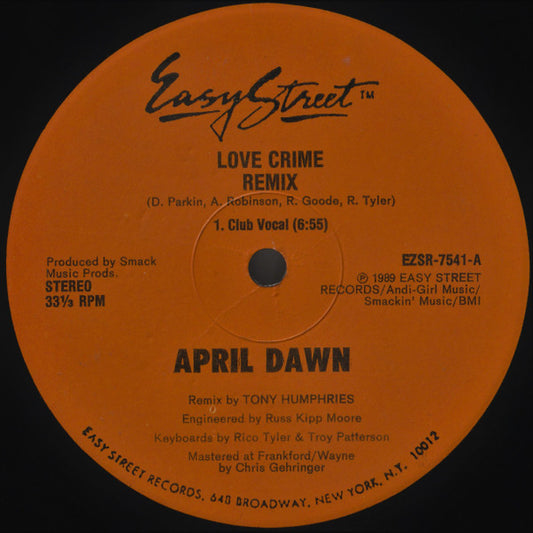 Easy Street™
LOVE CRIME
REMIX
(D. Parkin, A. Robinson, R. Goode, R. Tyler)
1. Club Vocal (6:55)
Produced by Smack
Music Prods.
STEREO
33⅓ RPM
EZSR-7541-A
℗ 1989 EASY STREET
RECORDS/Andi-Girl Music/
Smackin' Music/BMI
APRIL DAWN
Remix by TONY HUMPHRIES
Engineered by Russ Kipp Moore
Keyboards by Rico Tyler & Troy Patterson
Mastered at Frankford/Wayne
by Chris Gehringer
EASY STREET RECORDS, 648 BROADWAY, NEW YORK, N.Y. 10012